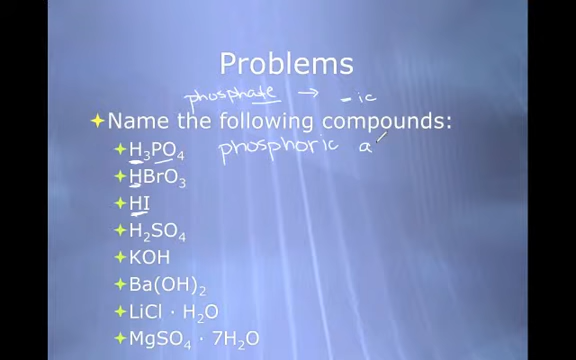 Problems
phosphate → -ic
Name the following compounds:
H₃PO₄ phosphoric a
HBrO₃
HI
H₂SO₄
KOH
Ba(OH)₂
LiCl · H₂O
MgSO₄ · 7H₂O